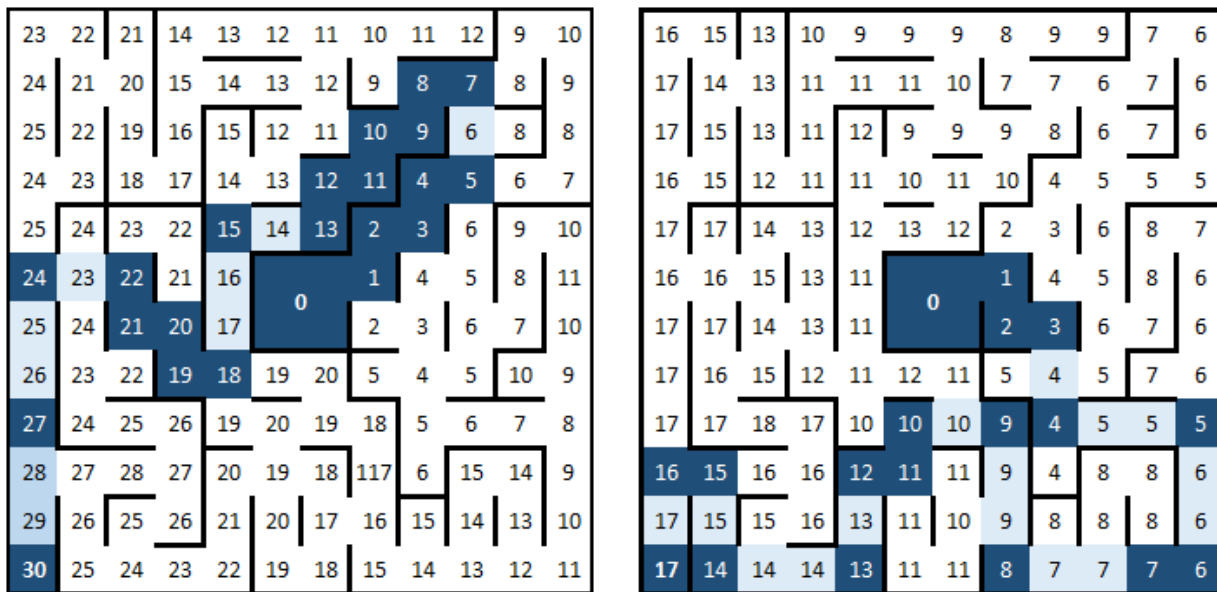 23 22 21 14 13 12 11 10 11 12 9 10 16 15 13 10 9 9 9 8 9 9 7 6
24 21 20 15 14 13 12 9 8 7 8 9 17 14 13 11 11 11 10 7 7 6 7 6
25 22 19 16 15 12 11 10 9 6 8 8 17 15 13 11 12 9 9 9 8 6 7 6
24 23 18 17 14 13 12 11 4 5 6 7 16 15 12 11 11 10 11 10 4 5 5 5
25 24 23 22 15 14 13 2 3 6 9 10 17 17 14 13 12 13 12 2 3 6 8 7
24 23 22 21 16 1 4 5 8 11 16 16 15 13 11 1 4 5 8 6
0 0
25 24 21 20 17 2 3 6 7 10 17 17 14 13 11 2 3 6 7 6
26 23 22 19 18 19 20 5 4 5 10 9 17 16 15 12 11 12 11 5 4 5 7 6
27 24 25 26 19 20 19 18 5 6 7 8 17 17 18 17 10 10 10 9 4 5 5 5
28 27 28 27 20 19 18 117 6 15 14 9 16 15 16 16 12 11 11 9 4 8 8 6
29 26 25 26 21 20 17 16 15 14 13 10 17 15 15 16 13 11 10 9 8 8 8 6
30 25 24 23 22 19 18 15 14 13 12 11 17 14 14 14 13 11 11 8 7 7 7 6